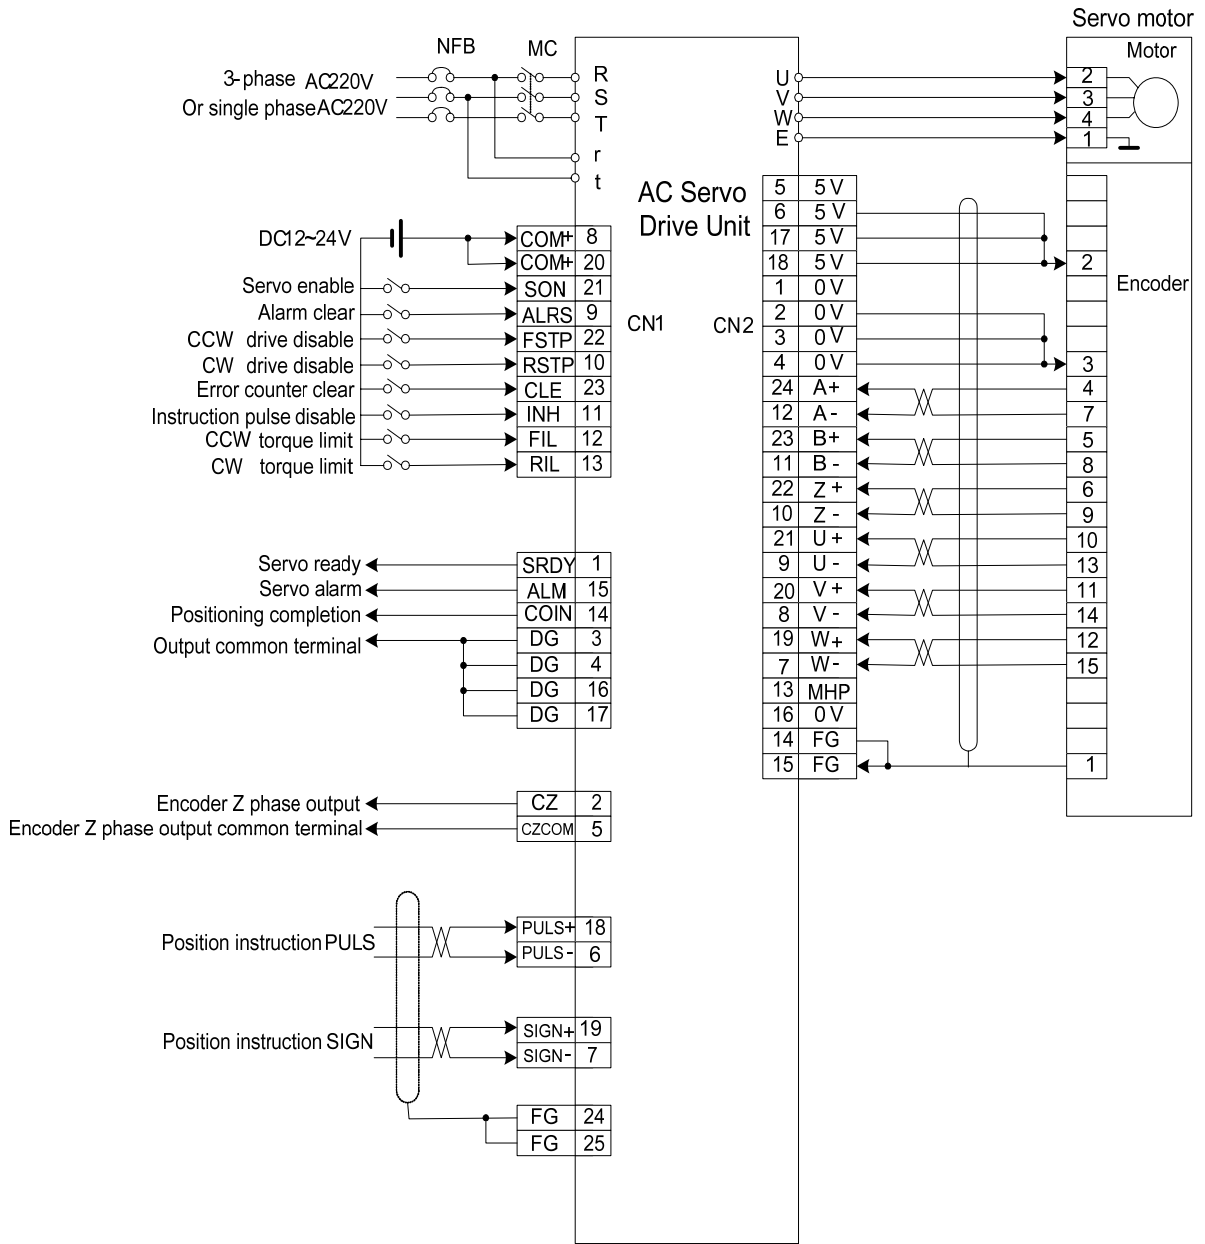 Servo motor
NFB MC Motor
3-phase AC220V R U 2
Or single phase AC220V S V 3
T W 4
E 1
r
t
AC Servo
Drive Unit
5 5V
6 5V
DC12~24V COM+ 8 17 5V
COM+ 20 18 5V 2
Servo enable SON 21 1 0V Encoder
Alarm clear ALRS 9 CN1 CN2 2 0V
CCW drive disable FSTP 22 3 0V
CW drive disable RSTP 10 4 0V 3
Error counter clear CLE 23 24 A+ 4
Instruction pulse disable INH 11 12 A- 7
CCW torque limit FIL 12 23 B+ 5
CW torque limit RIL 13 11 B- 8
22 Z+ 6
10 Z- 9
21 U+ 10
Servo ready SRDY 1 9 U- 13
Servo alarm ALM 15 20 V+ 11
Positioning completion COIN 14 8 V- 14
Output common terminal DG 3 19 W+ 12
DG 4 7 W- 15
DG 16 13 MHP
DG 17 16 0V
14 FG
15 FG 1
Encoder Z phase output CZ 2
Encoder Z phase output common terminal CZCOM 5
Position instruction PULS PULS+ 18
PULS- 6
Position instruction SIGN SIGN+ 19
SIGN- 7
FG 24
FG 25